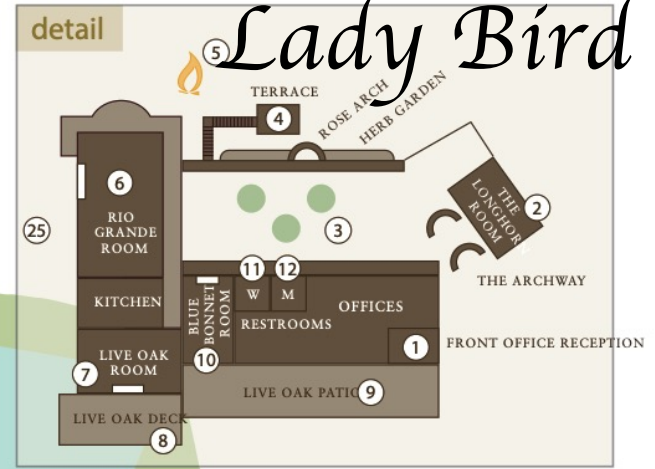 detail
Lady Bird
5
TERRACE
4
ROSE ARCH
HERB GARDEN
6
RIO
GRANDE
ROOM
25
3
THE
LONGHOR
ROOM
2
THE ARCHWAY
KITCHEN
11
12
W
M
BLUE
BONNET
ROOM
10
RESTROOMS
OFFICES
1
FRONT OFFICE RECEPTION
LIVE OAK
ROOM
7
LIVE OAK PATIO
9
LIVE OAK DECK
8